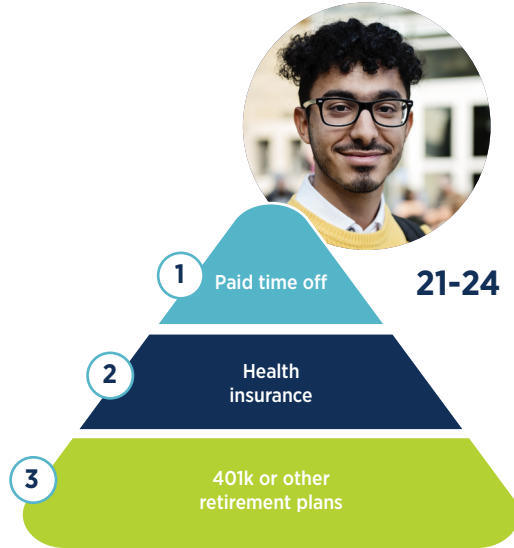 1
Paid time off
21-24
2
Health
insurance
3
401k or other
retirement plans